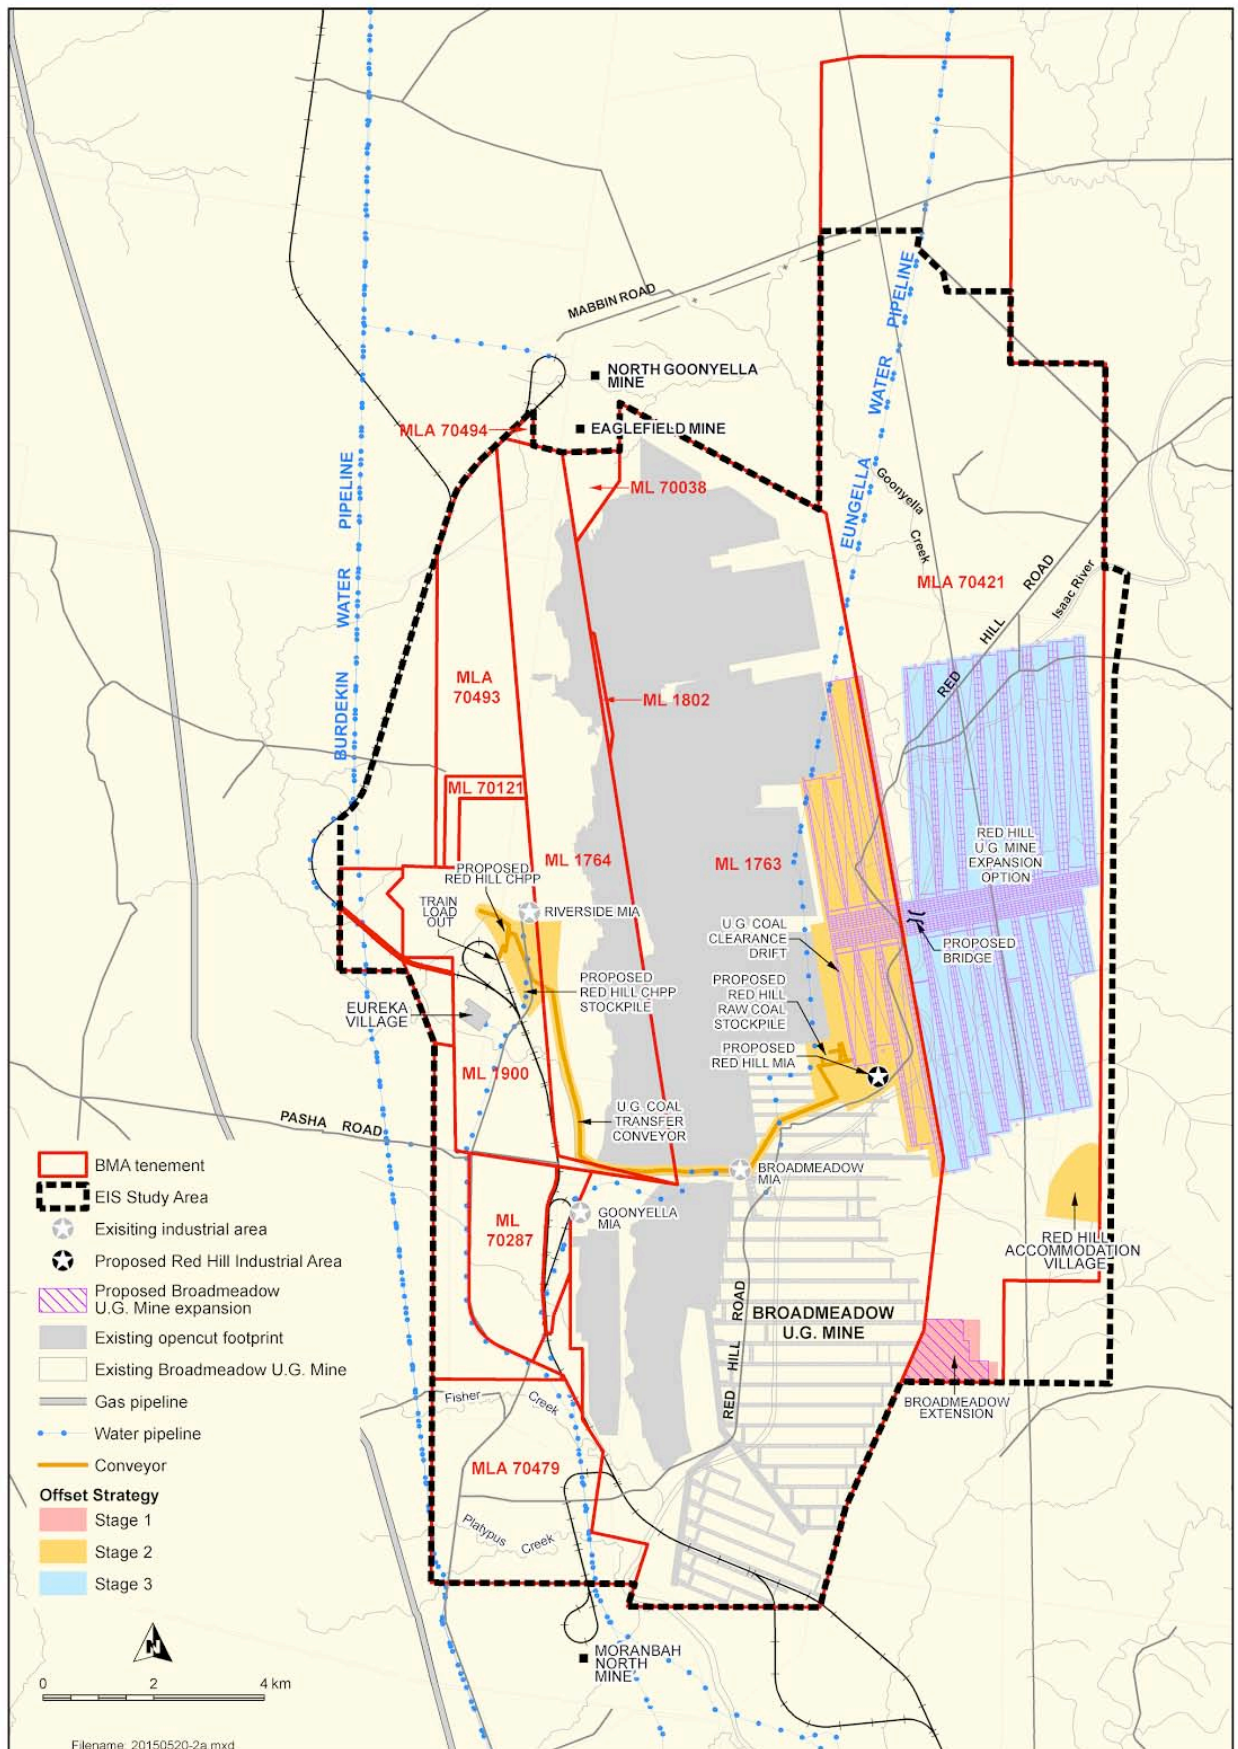 MABBIN ROAD
NORTH GOONYELLA
MINE
EAGLEFIELD MINE
MLA 70494
ML 70038
BURDEKIN WATER PIPELINE
EUNGELLA WATER PIPELINE
Goonyella
Creek
MLA 70421
RED HILL ROAD
Isaac River
MLA
70493
ML 1802
ML 70121
ML 1764
ML 1763
PROPOSED
RED HILL CHPP
TRAIN
LOAD
OUT
RIVERSIDE MIA
RED HILL
U.G. MINE
EXPANSION
OPTION
U.G. COAL
CLEARANCE
DRIFT
PROPOSED
BRIDGE
PROPOSED
RED HILL CHPP
STOCKPILE
PROPOSED
RED HILL
RAW COAL
STOCKPILE
EUREKA
VILLAGE
PROPOSED
RED HILL MIA
ML 1900
U.G. COAL
TRANSFER
CONVEYOR
PASHA ROAD
BROADMEADOW
MIA
GOONYELLA
MIA
ML
70287
RED HILL
ACCOMMODATION
VILLAGE
RED HILL ROAD
BROADMEADOW
U.G. MINE
BROADMEADOW
EXTENSION
Fisher
Creek
MLA 70479
Platypus
Creek
MORANBAH
NORTH
MINE
BMA tenement
EIS Study Area
Exisiting industrial area
Proposed Red Hill Industrial Area
Proposed Broadmeadow
U.G. Mine expansion
Existing opencut footprint
Existing Broadmeadow U.G. Mine
Gas pipeline
Water pipeline
Conveyor
Offset Strategy
Stage 1
Stage 2
Stage 3
N
0 2 4 km
Filename: 20150520-2a.mxd